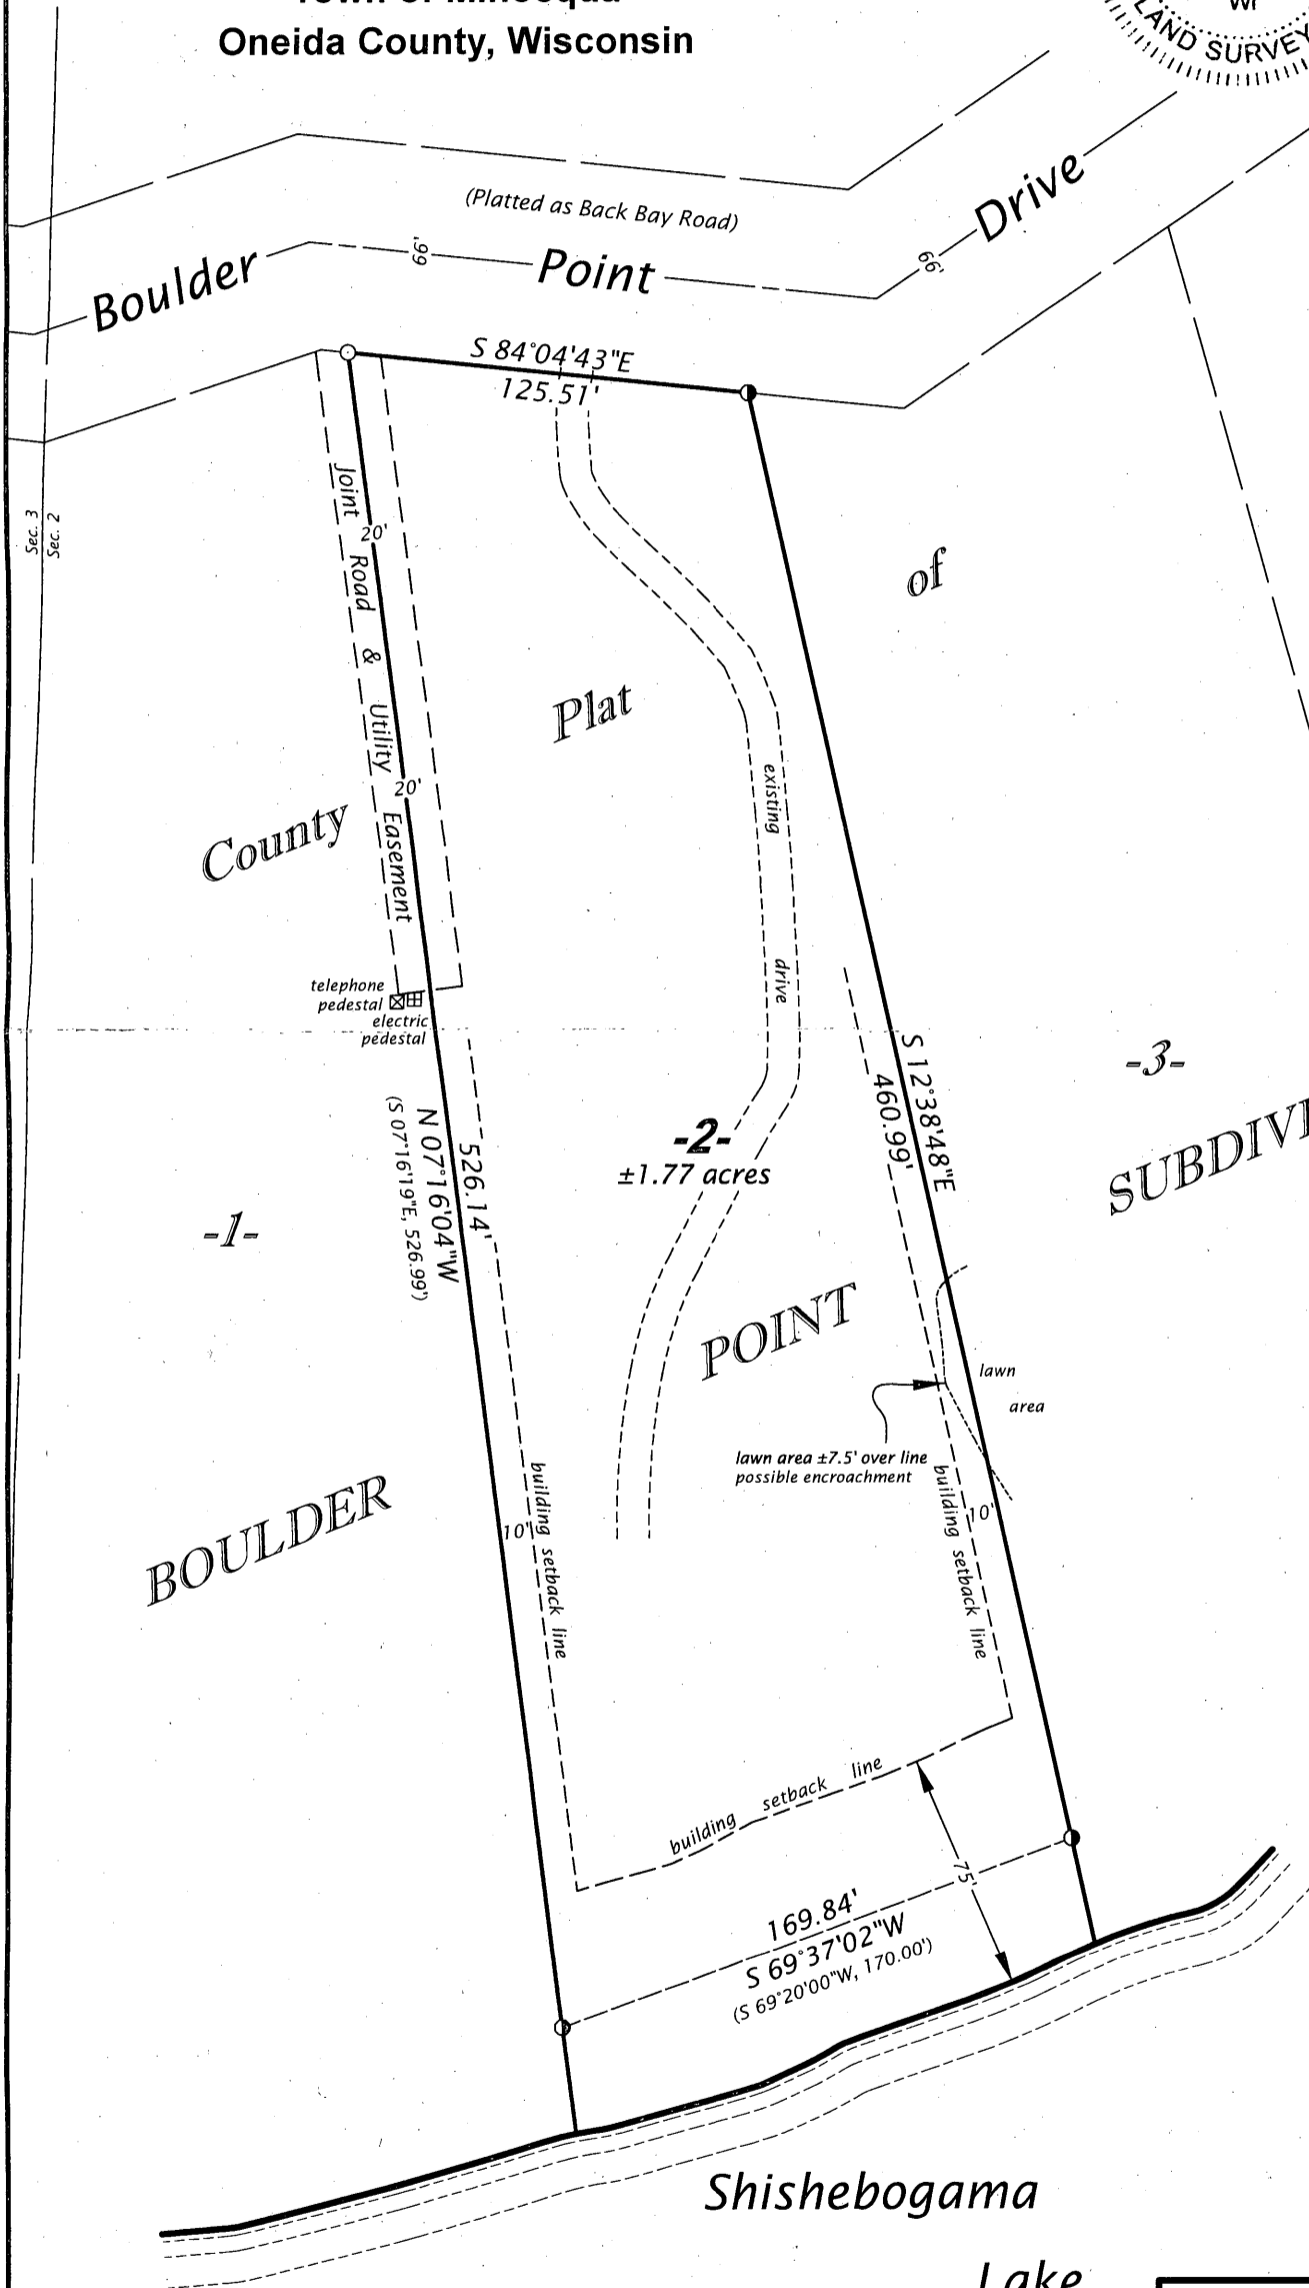 Oneida County, Wisconsin
WI
LAND SURVEY
(Platted as Back Bay Road)
Boulder Point Drive
66'
66'
S 84°04'43"E
125.51'
Sec. 3
Sec. 2
Joint Road & Utility Easement
20'
20'
of
Plat
County
existing drive
telephone
pedestal
electric
pedestal
-3-
S 12°38'48"E
460.99'
-2-
±1.77 acres
SUBDIVI
N 07°16'04"W
526.14'
(S 07°16'19"E, 526.99')
-1-
POINT
lawn
area
lawn area ±7.5' over line
possible encroachment
BOULDER
building setback line
10'
building setback line
10'
building setback line
75'
169.84'
S 69°37'02"W
(S 69°20'00"W, 170.00')
Shishebogama
Lake